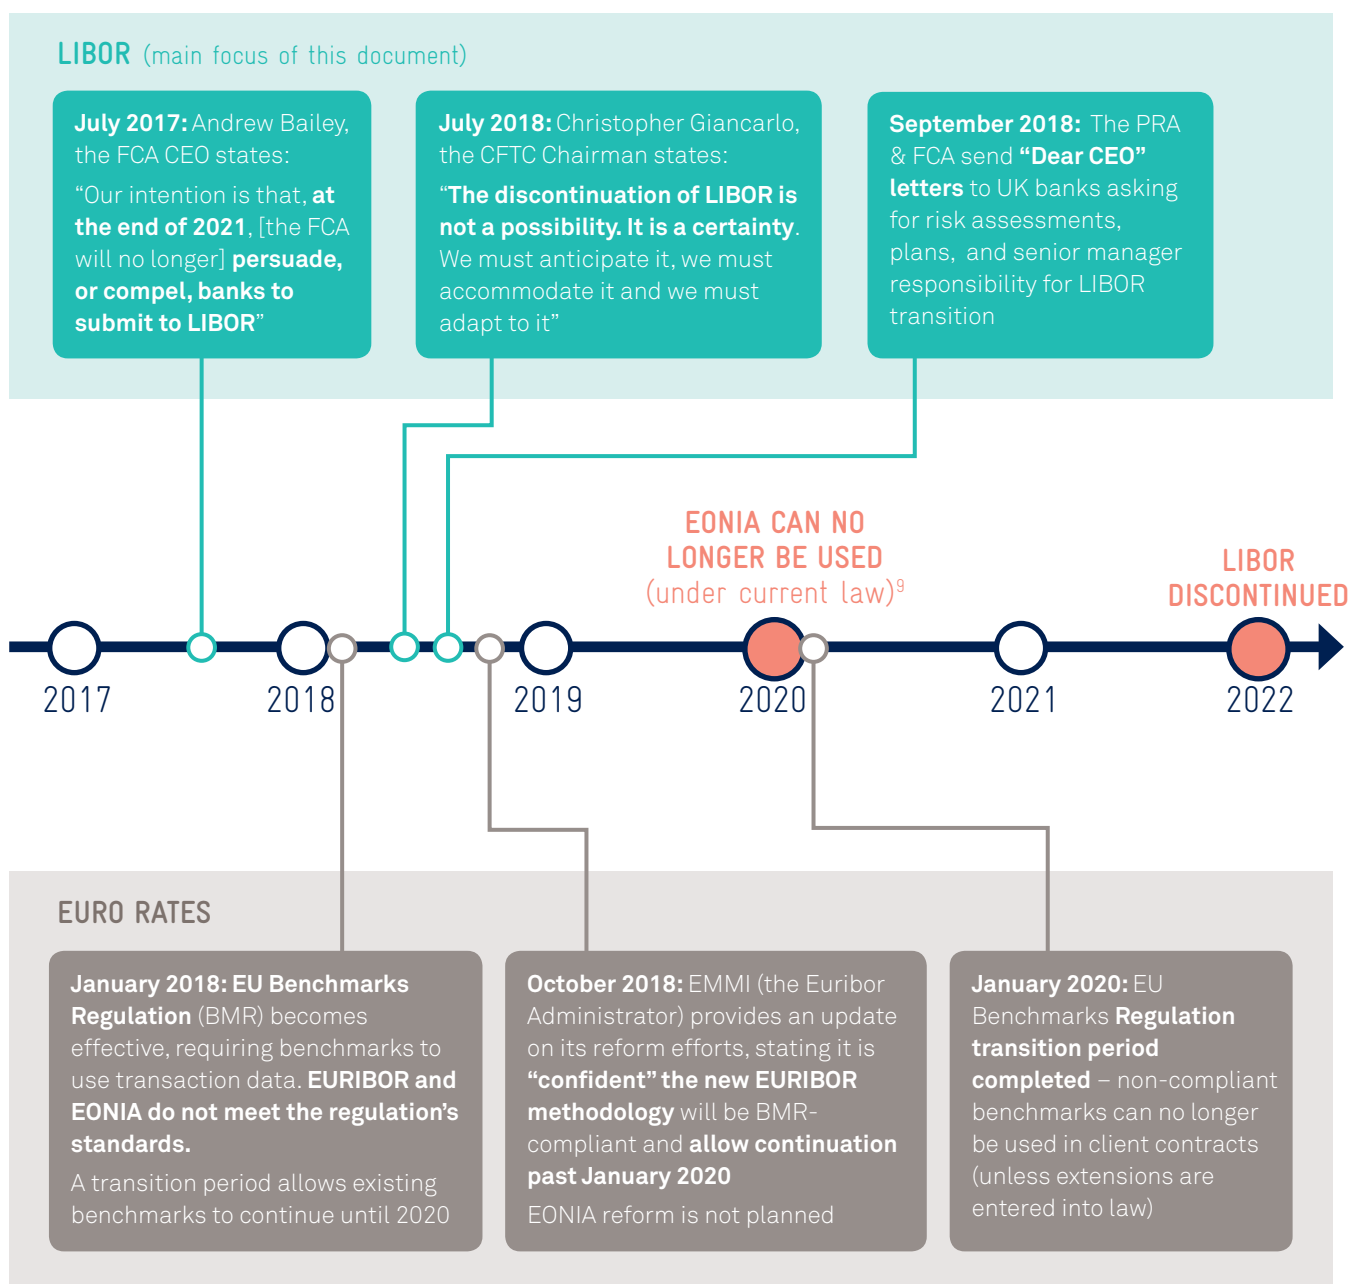 LIBOR (main focus of this document)
July 2017: Andrew Bailey,
the FCA CEO states:
“Our intention is that, at
the end of 2021, [the FCA
will no longer] persuade,
or compel, banks to
submit to LIBOR”
July 2018: Christopher Giancarlo,
the CFTC Chairman states:
“The discontinuation of LIBOR is
not a possibility. It is a certainty.
We must anticipate it, we must
accommodate it and we must
adapt to it”
September 2018: The PRA
& FCA send “Dear CEO”
letters to UK banks asking
for risk assessments,
plans, and senior manager
responsibility for LIBOR
transition
EONIA CAN NO
LONGER BE USED
(under current law)9
LIBOR
DISCONTINUED
2017
2018
2019
2020
2021
2022
EURO RATES
January 2018: EU Benchmarks
Regulation (BMR) becomes
effective, requiring benchmarks to
use transaction data. EURIBOR and
EONIA do not meet the regulation’s
standards.
A transition period allows existing
benchmarks to continue until 2020
October 2018: EMMI (the Euribor
Administrator) provides an update
on its reform efforts, stating it is
“confident” the new EURIBOR
methodology will be BMR-
compliant and allow continuation
past January 2020
EONIA reform is not planned
January 2020: EU
Benchmarks Regulation
transition period
completed – non-compliant
benchmarks can no longer
be used in client contracts
(unless extensions are
entered into law)